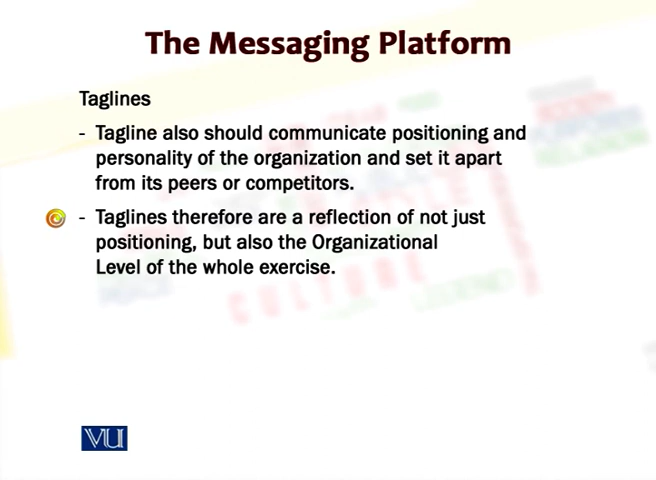 The Messaging Platform
Taglines
- Tagline also should communicate positioning and
personality of the organization and set it apart
from its peers or competitors.
- Taglines therefore are a reflection of not just
positioning, but also the Organizational
Level of the whole exercise.
CULTURE
VU